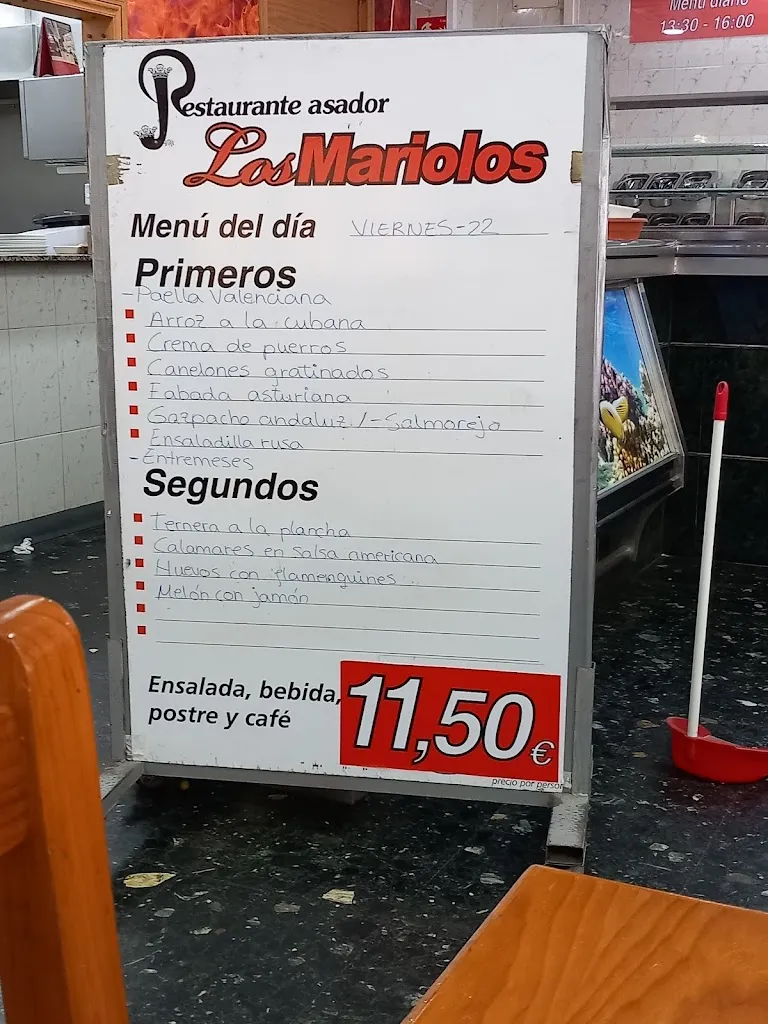 Menú diario
13:30 - 16:00
Restaurante asador
Los Mariolos
Menú del día VIERNES-22
Primeros
- Paella Valenciana
Arroz a la cubana
Crema de puerros
Canelones gratinados
Fabada asturiana
Gazpacho andaluz /- Salmorejo
Ensaladilla rusa
- Entremeses
Segundos
Ternera a la plancha
Calamares en salsa americana
Huevos con flamenguines
Melón con jamón
Ensalada, bebida,
postre y café
11,50€
precio por person